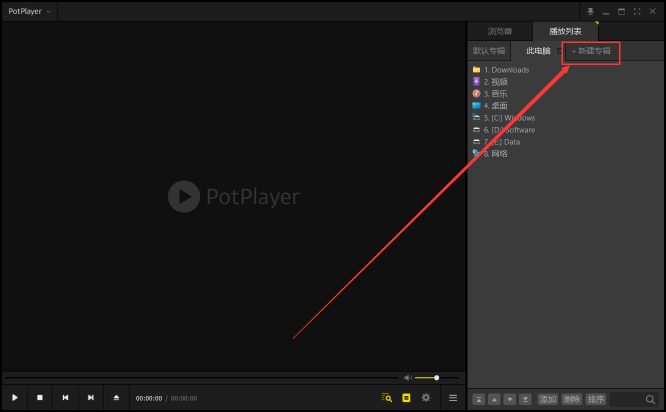 PotPlayer
浏览器
播放列表
默认专辑
此电脑
+ 新建专辑
1. Downloads
2. 视频
3. 音乐
4. 桌面
5. [C:] Windows
6. [D:] Software
7. [E:] Data
8. 网络
PotPlayer
00:00:00 / 00:00:00
添加 删除 排序